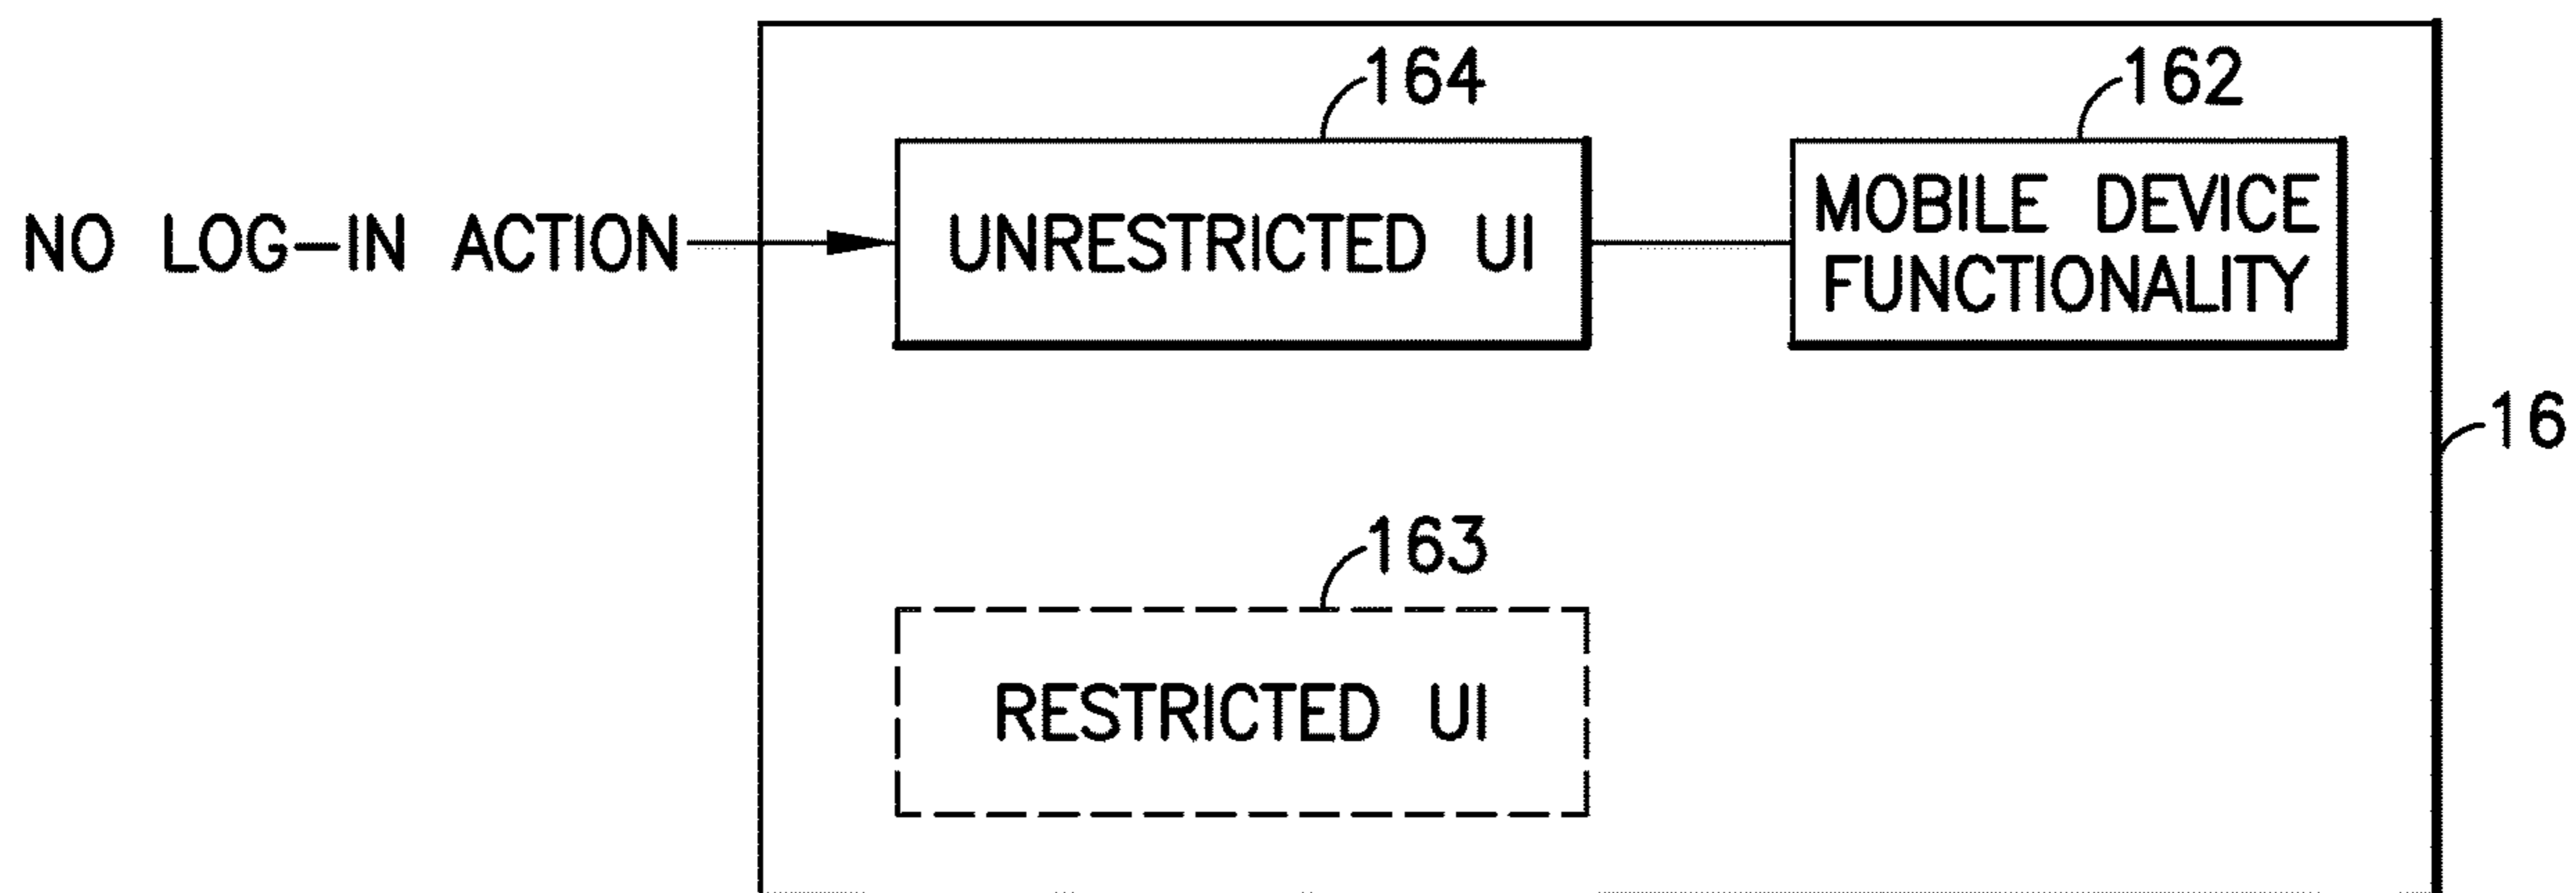 164
162
NO LOG-IN ACTION
UNRESTRICTED UI
MOBILE DEVICE
FUNCTIONALITY
16
163
RESTRICTED UI